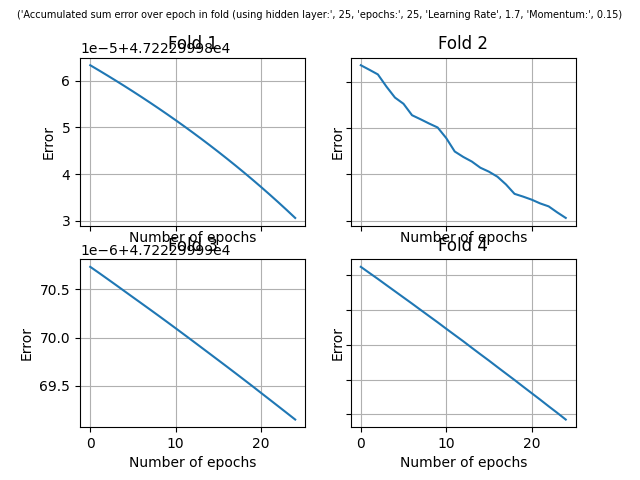 ('Accumulated sum error over epoch in fold (using hidden layer:', 25, 'epochs:', 25, 'Learning Rate', 1.7, 'Momentum:', 0.15)
Fold 1
Fold 2
1e−5+4.72229998e4
6
5
4
3
Error
Error
Number of epochs
Number of epochs
Fold 3
Fold 4
1e−6+4.72229999e4
70.5
70.0
69.5
Error
Error
0
10
20
0
10
20
Number of epochs
Number of epochs